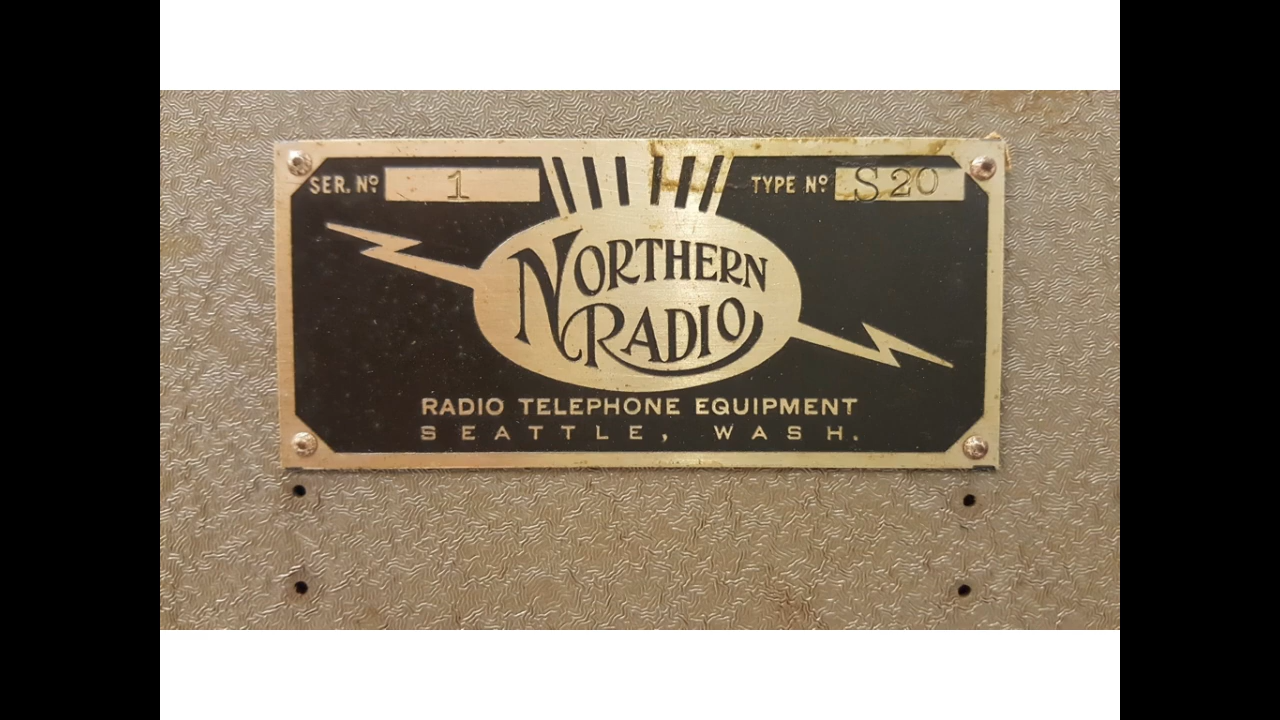 SER. Nº 1 TYPE Nº S20
NORTHERN
RADIO
RADIO TELEPHONE EQUIPMENT
SEATTLE, WASH.